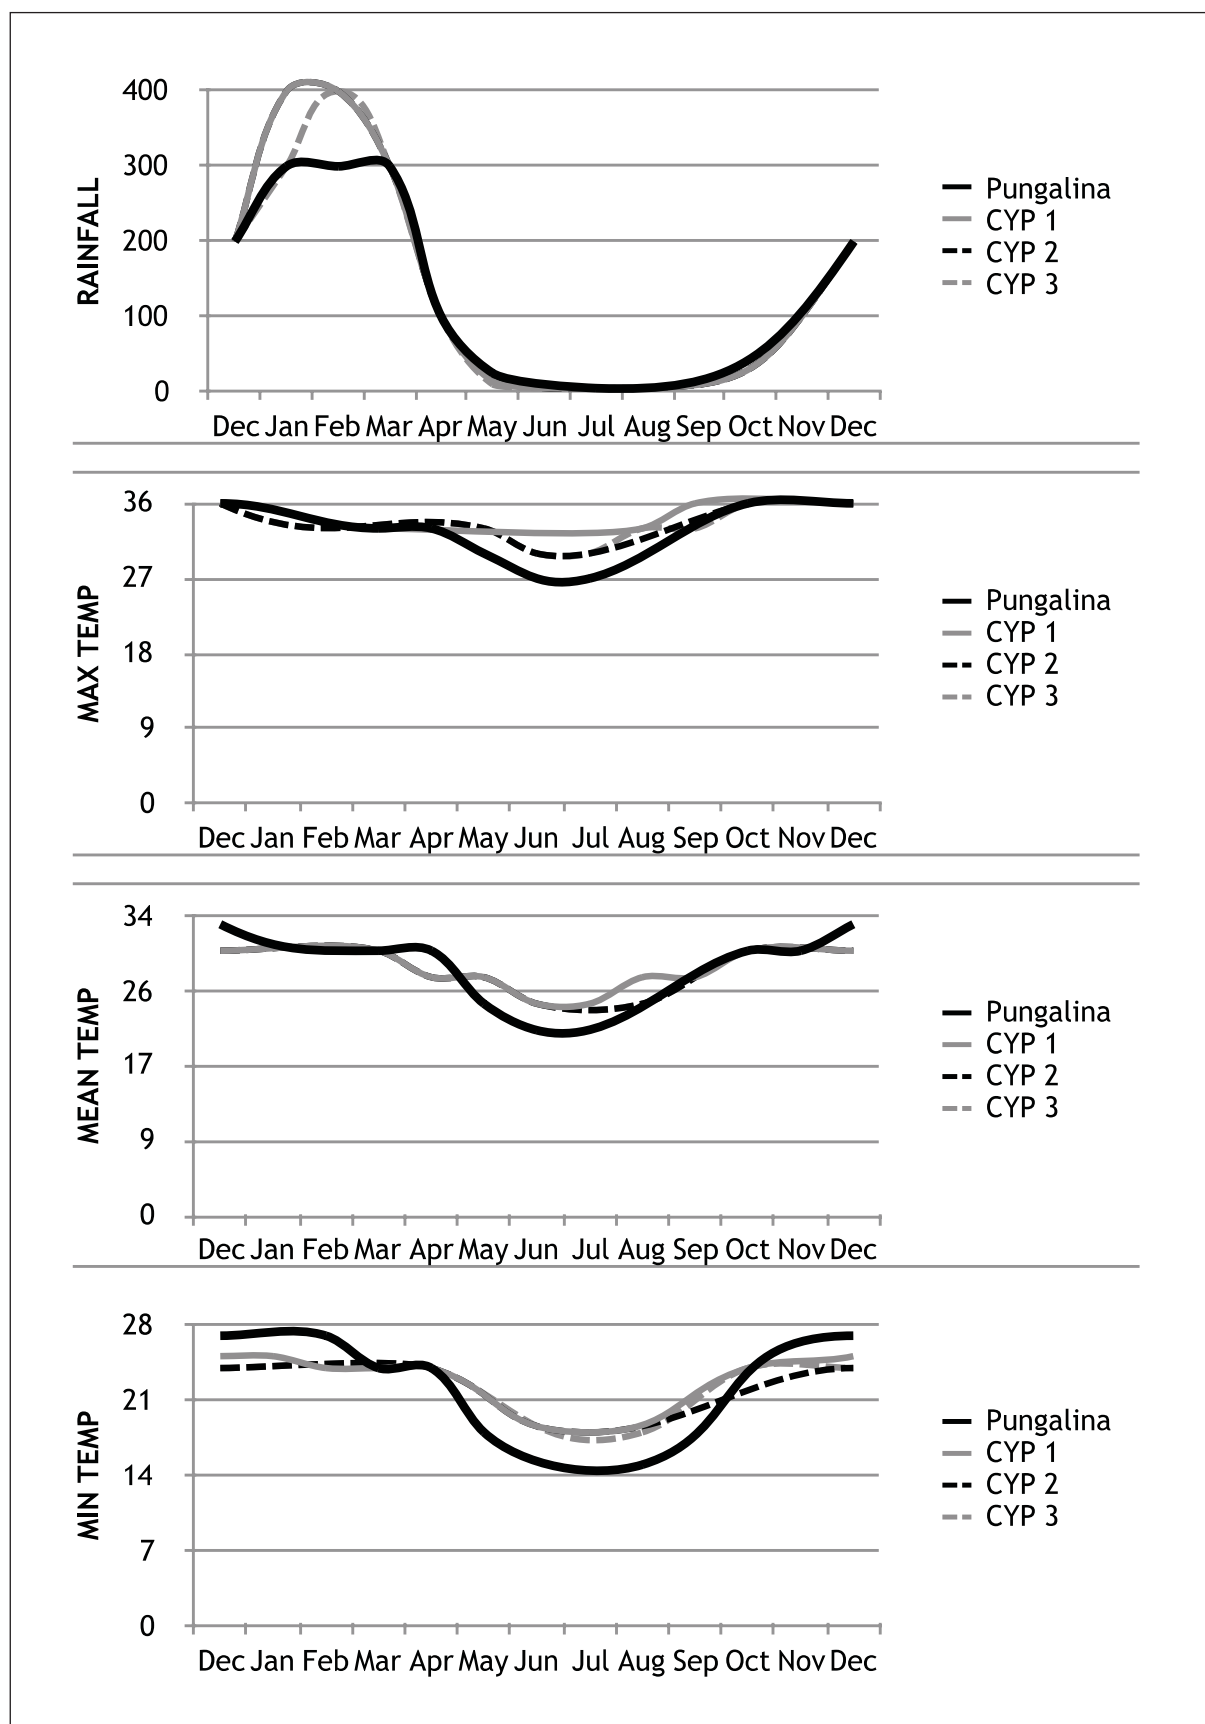 400
300
200
100
0
RAINFALL
Dec Jan Feb Mar Apr May Jun Jul Aug Sep Oct Nov Dec
Pungalina
CYP 1
CYP 2
CYP 3
36
27
18
9
0
MAX TEMP
Dec Jan Feb Mar Apr May Jun Jul Aug Sep Oct Nov Dec
Pungalina
CYP 1
CYP 2
CYP 3
34
26
17
9
0
MEAN TEMP
Dec Jan Feb Mar Apr May Jun Jul Aug Sep Oct Nov Dec
Pungalina
CYP 1
CYP 2
CYP 3
28
21
14
7
0
MIN TEMP
Dec Jan Feb Mar Apr May Jun Jul Aug Sep Oct Nov Dec
Pungalina
CYP 1
CYP 2
CYP 3